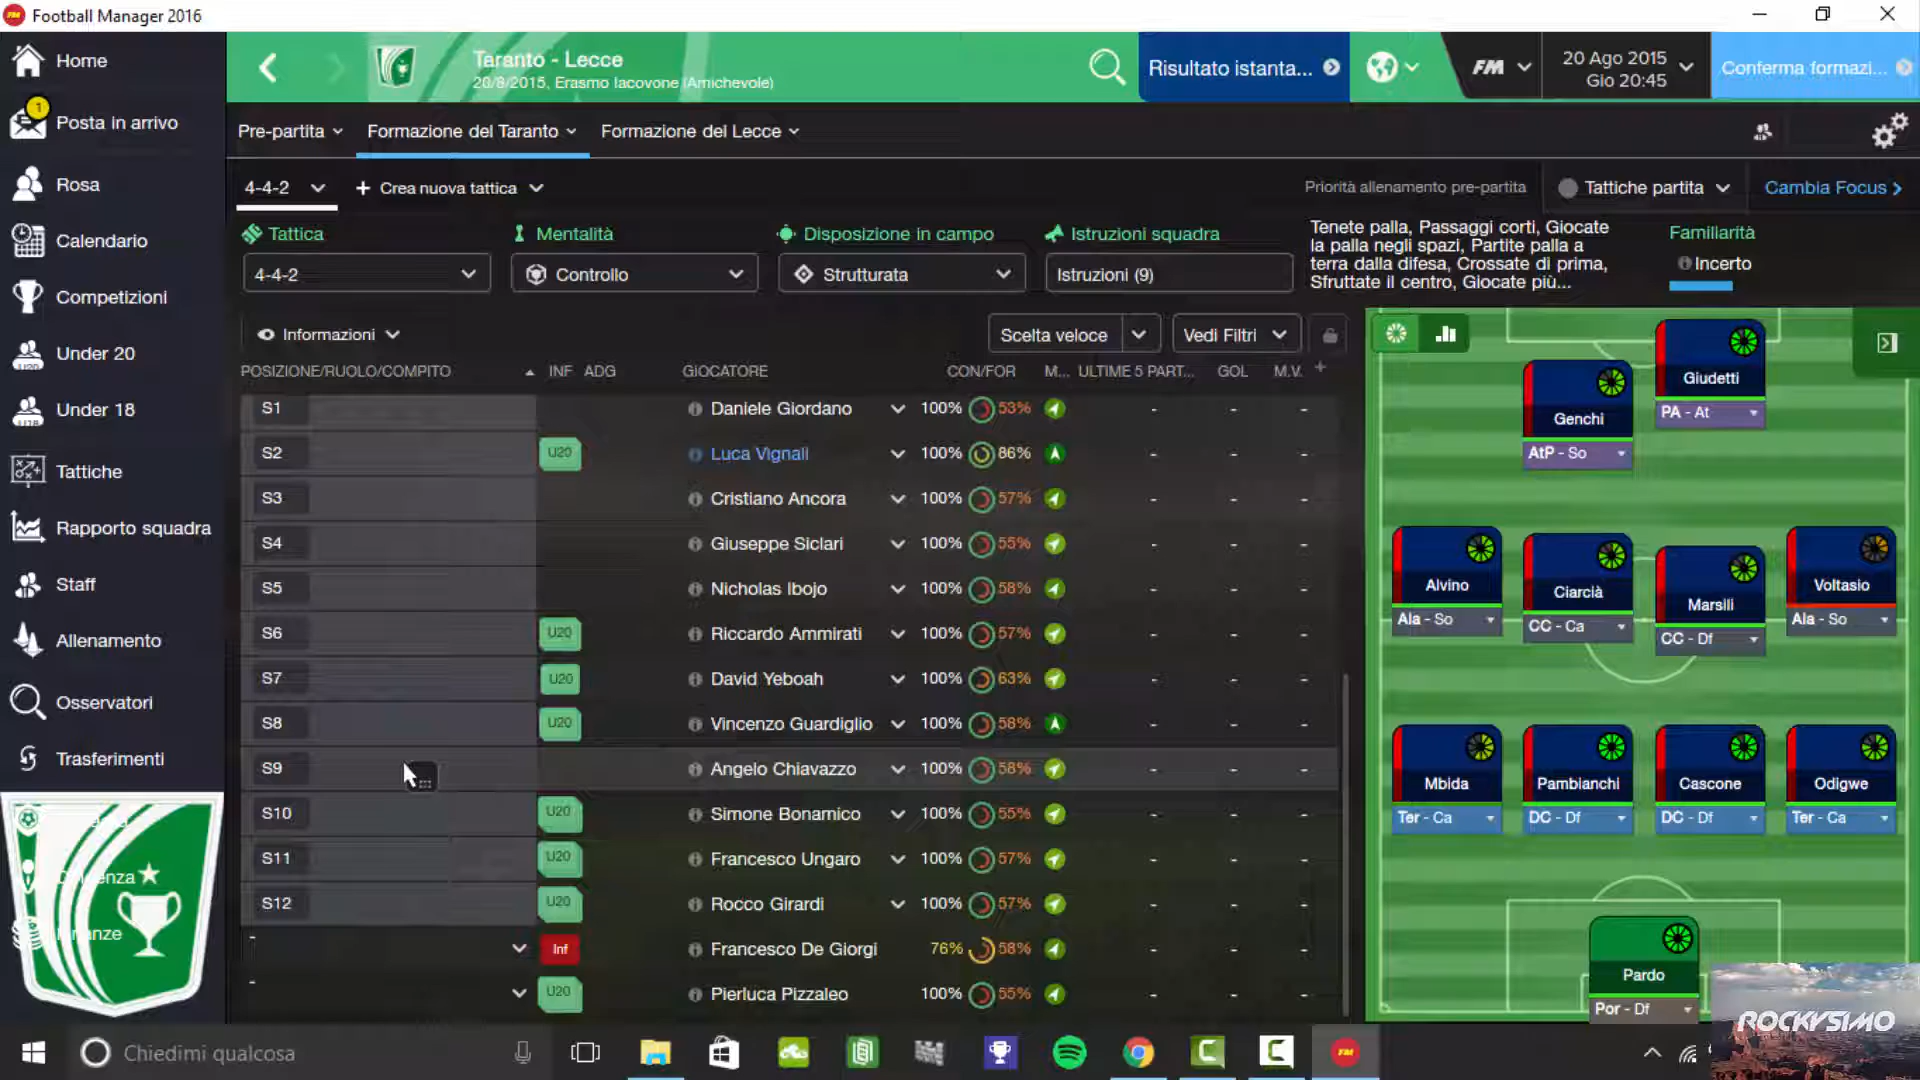 Football Manager 2016
Home
Posta in arrivo
1
Rosa
Calendario
Competizioni
Under 20
Under 18
Tattiche
Rapporto squadra
Staff
Allenamento
Osservatori
Trasferimenti
Taranto - Lecce
20/8/2015, Erasmo Iacovone (Amichevole)
Risultato istanta...
FM
20 Ago 2015
Gio 20:45
Conferma formazi...
Pre-partita
Formazione del Taranto
Formazione del Lecce
4-4-2
+ Crea nuova tattica
Priorità allenamento pre-partita
Tattiche partita
Cambia Focus >
Tattica
Mentalità
Disposizione in campo
Istruzioni squadra
4-4-2
Controllo
Strutturata
Istruzioni (9)
Tenete palla, Passaggi corti, Giocate
la palla negli spazi, Partite palla a
terra dalla difesa, Crossate di prima,
Sfruttate il centro, Giocate più...
Familiarità
Incerto
Informazioni
Scelta veloce
Vedi Filtri
POSIZIONE/RUOLO/COMPITO INF ADG GIOCATORE CON/FOR M... ULTIME 5 PART... GOL M.V. +
S1 Daniele Giordano 100% 53% - - -
S2 U20 Luca Vignali 100% 86% - - -
S3 Cristiano Ancora 100% 57% - - -
S4 Giuseppe Siclari 100% 55% - - -
S5 Nicholas Ibojo 100% 58% - - -
S6 U20 Riccardo Ammirati 100% 57% - - -
S7 U20 David Yeboah 100% 63% - - -
S8 U20 Vincenzo Guardiglio 100% 58% - - -
S9 Angelo Chiavazzo 100% 58% - - -
S10 U20 Simone Bonamico 100% 55% - - -
S11 U20 Francesco Ungaro 100% 57% - - -
S12 U20 Rocco Girardi 100% 57% - - -
- Inf Francesco De Giorgi 76% 58% - - -
- U20 Pierluca Pizzaleo 100% 55% - - -
Giudetti
PA - At
Genchi
AtP - So
Alvino
Ala - So
Ciarcià
CC - Ca
Marsili
CC - Df
Voltasio
Ala - So
Mbida
Ter - Ca
Pambianchi
DC - Df
Cascone
DC - Df
Odigwe
Ter - Ca
Pardo
Por - Df
ROCKYSIMO
Chiedimi qualcosa